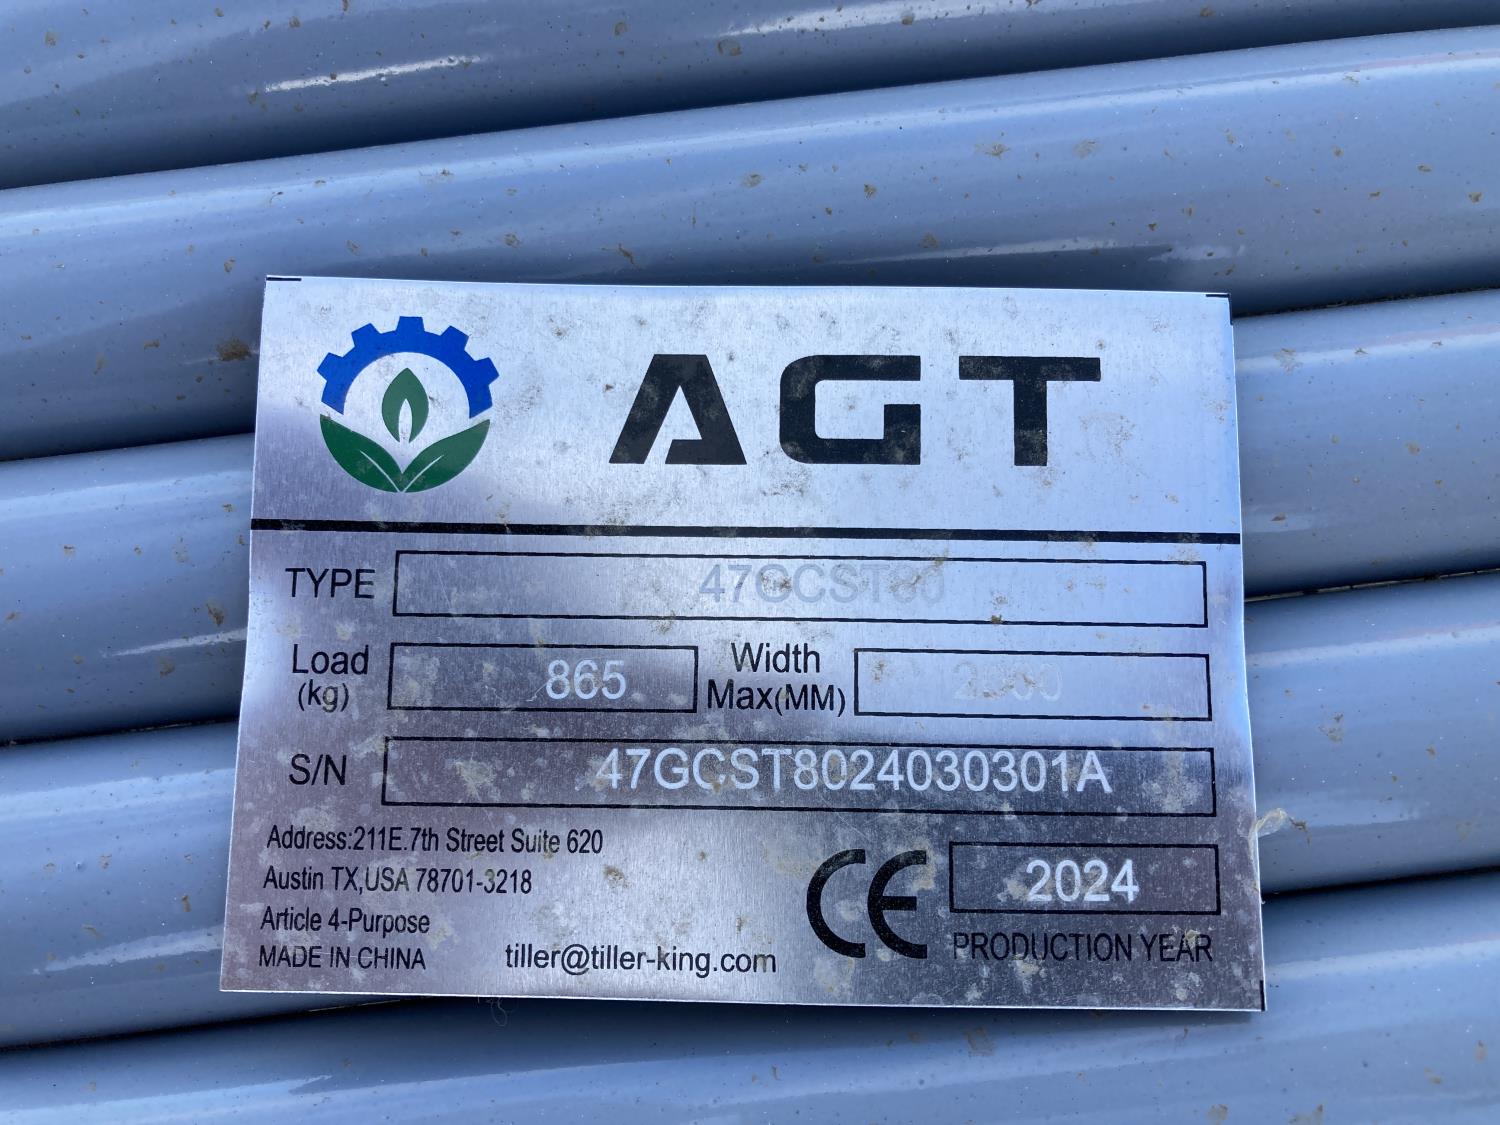 AGT
TYPE 47GCST80
Load (kg) 865 Width Max(MM)
S/N 47GCST8024030301A
Address:211E.7th Street Suite 620
Austin TX,USA 78701-3218
Article 4-Purpose
MADE IN CHINA
tiller@tiller-king.com
CE
2024
PRODUCTION YEAR